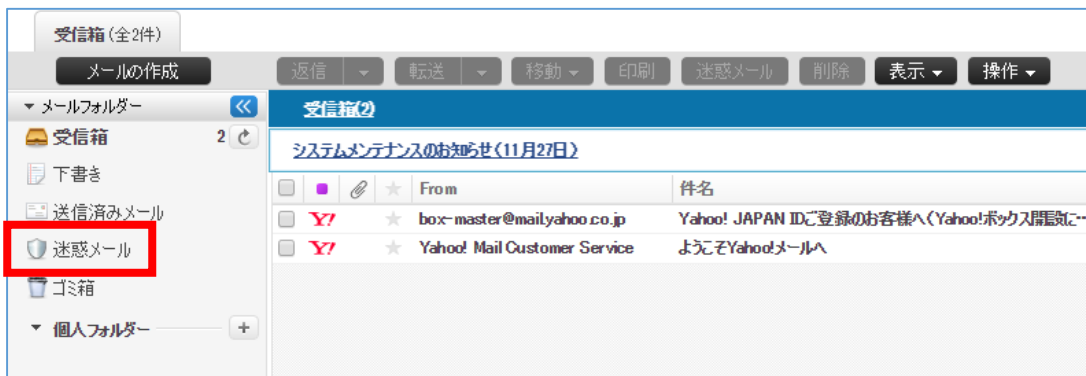 受信箱(全2件)
メールの作成 返信 転送 移動 印刷 迷惑メール 削除 表示 操作
メールフォルダー
受信箱 2
下書き
送信済みメール
迷惑メール
ゴミ箱
個人フォルダー +
受信箱(2)
システムメンテナンスのお知らせ(11月27日)
From 件名
Y! box-master@mail.yahoo.co.jp Yahoo! JAPAN IDご登録のお客様へ(Yahoo!ボックス開設に…
Y! Yahoo! Mail Customer Service ようこそYahoo!メールへ